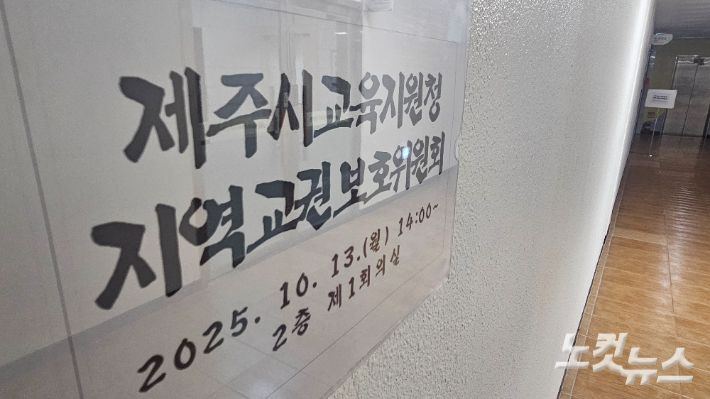 제주시교육지원청
지역교권보호위원회
2025. 10. 13.(월) 14:00~
2층 제1회의실
노컷뉴스